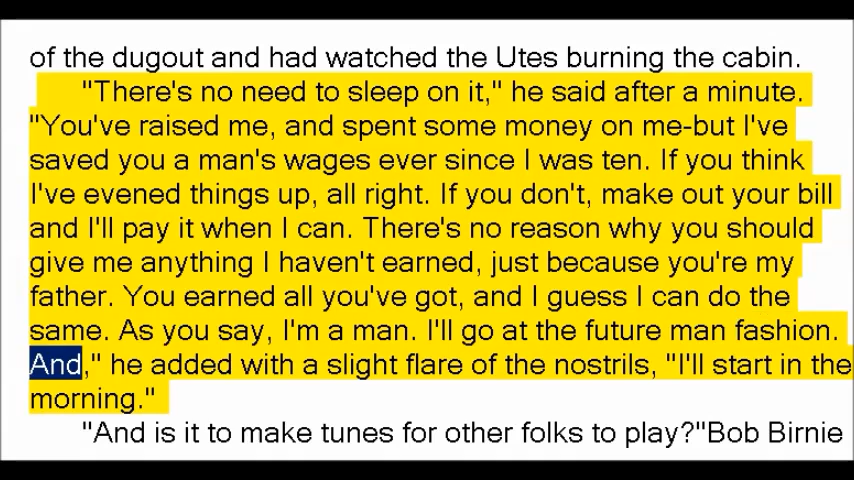 of the dugout and had watched the Utes burning the cabin.
"There's no need to sleep on it," he said after a minute.
"You've raised me, and spent some money on me-but I've
saved you a man's wages ever since I was ten. If you think
I've evened things up, all right. If you don't, make out your bill
and I'll pay it when I can. There's no reason why you should
give me anything I haven't earned, just because you're my
father. You earned all you've got, and I guess I can do the
same. As you say, I'm a man. I'll go at the future man fashion.
And," he added with a slight flare of the nostrils, "I'll start in the
morning."
"And is it to make tunes for other folks to play?"Bob Birnie